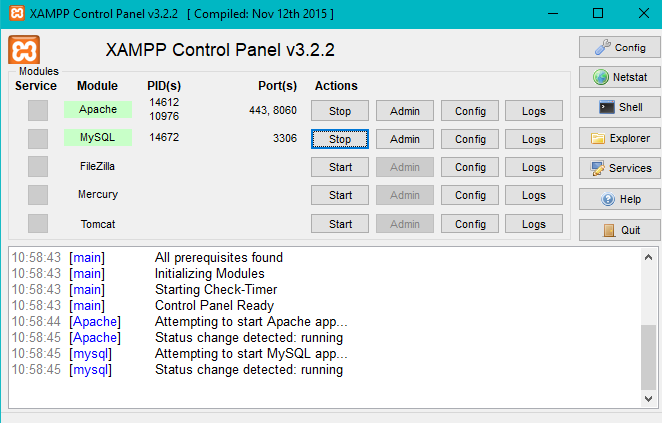 XAMPP Control Panel v3.2.2 [ Compiled: Nov 12th 2015 ]
XAMPP Control Panel v3.2.2
Config
Modules
Service Module PID(s) Port(s) Actions
Netstat
Apache 14612 10976 443, 8060 Stop Admin Config Logs
Shell
MySQL 14672 3306 Stop Admin Config Logs
Explorer
FileZilla Start Admin Config Logs
Services
Mercury Start Admin Config Logs
Help
Tomcat Start Admin Config Logs
Quit
10:58:43 [main] All prerequisites found
10:58:43 [main] Initializing Modules
10:58:43 [main] Starting Check-Timer
10:58:43 [main] Control Panel Ready
10:58:44 [Apache] Attempting to start Apache app...
10:58:45 [Apache] Status change detected: running
10:58:45 [mysql] Attempting to start MySQL app...
10:58:45 [mysql] Status change detected: running